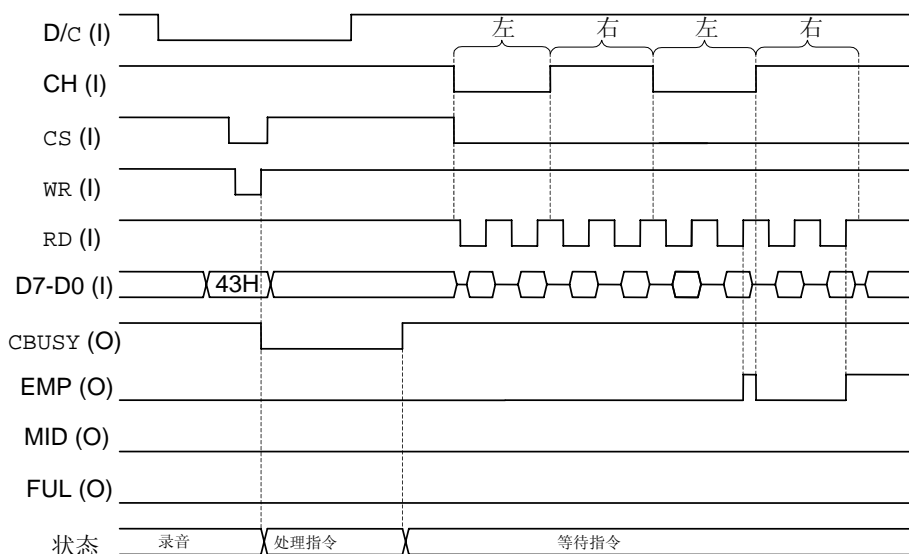 D/C (I)
左 右 左 右
CH (I)
CS (I)
WR (I)
RD (I)
D7-D0 (I) 43H
CBUSY (O)
EMP (O)
MID (O)
FUL (O)
状态 录音 处理指令 等待指令